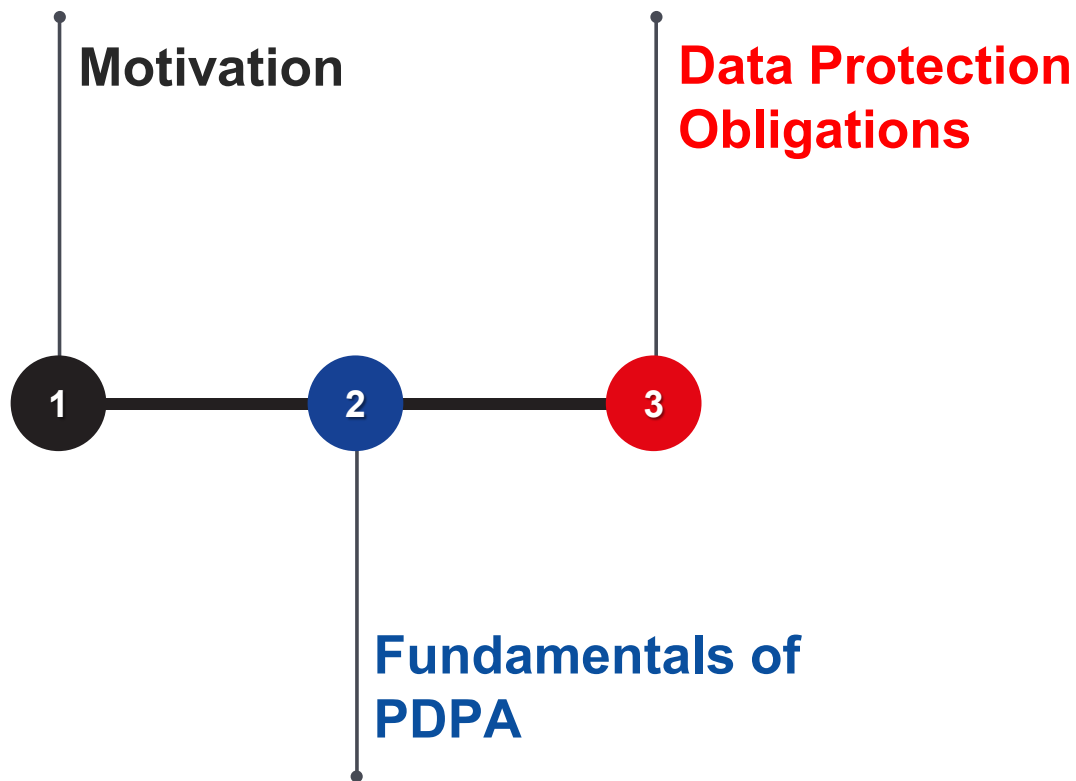 Motivation
Data Protection
Obligations
1
2
3
Fundamentals of
PDPA